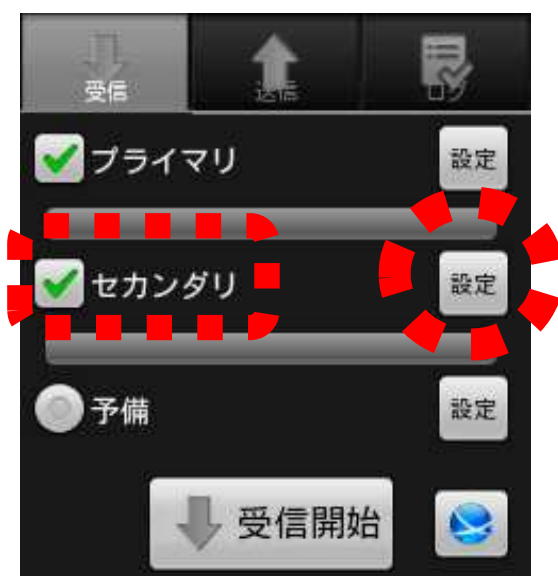 受信
送信
ログ
プライマリ
設定
セカンダリ
設定
予備
設定
受信開始